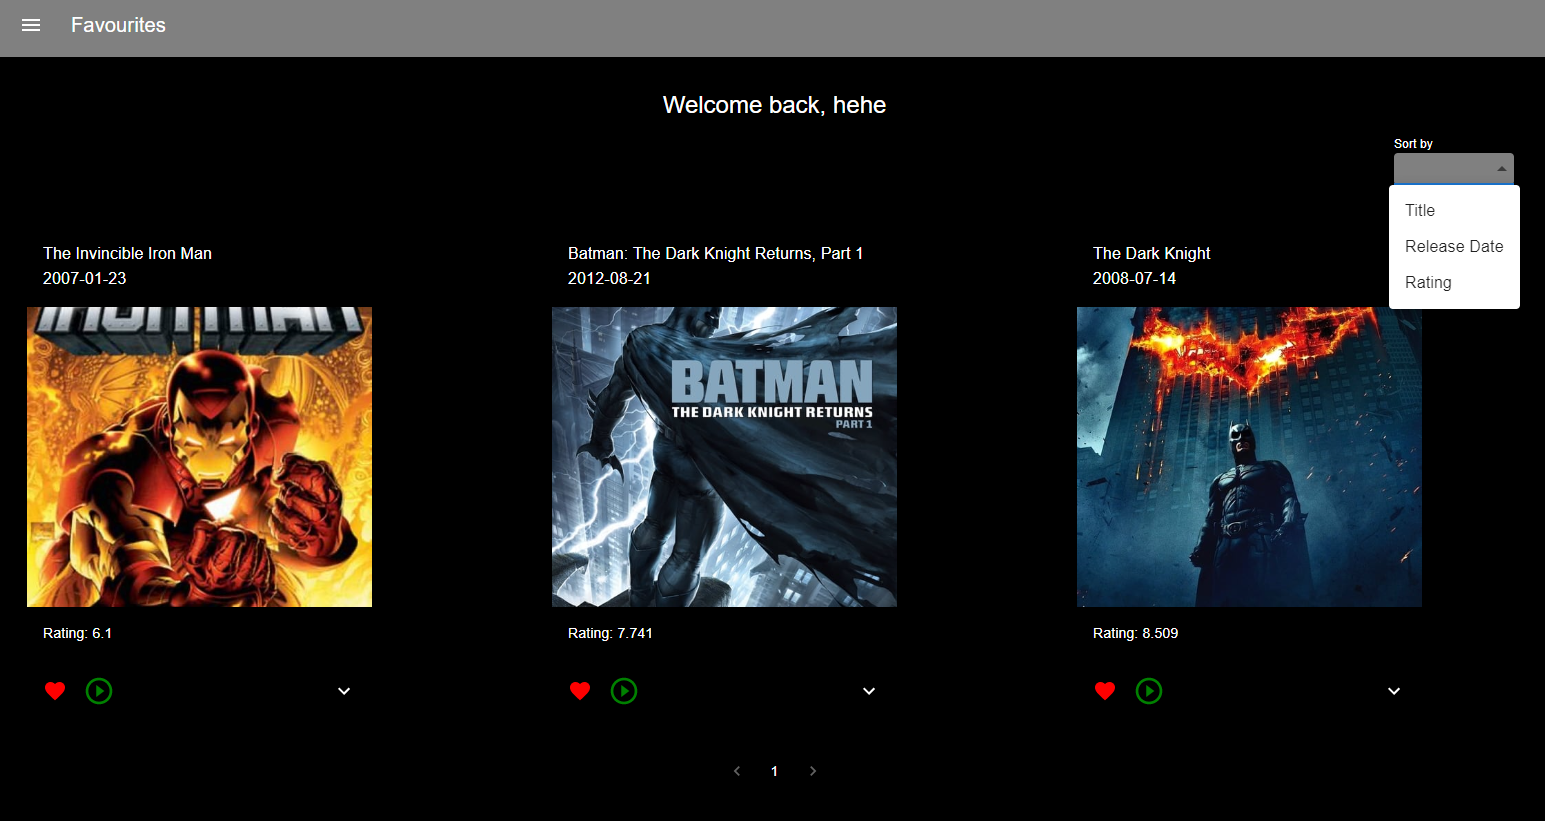 Favourites
Welcome back, hehe
Sort by
Title
Release Date
Rating
The Invincible Iron Man
2007-01-23
IRON MAN
Rating: 6.1
Batman: The Dark Knight Returns, Part 1
2012-08-21
BATMAN
THE DARK KNIGHT RETURNS
PART 1
Rating: 7.741
The Dark Knight
2008-07-14
Rating: 8.509
1